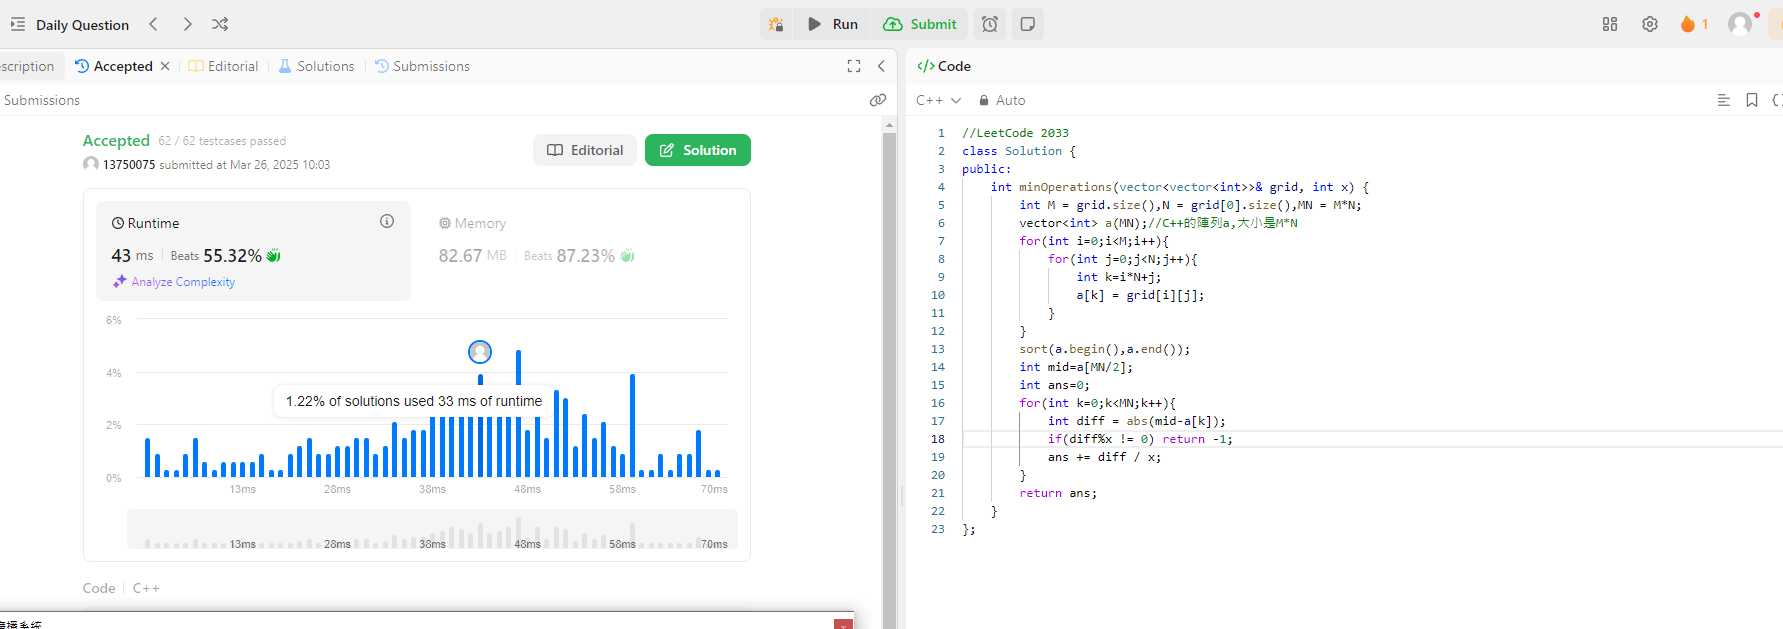 Daily Question
Run
Submit
1
scription
Accepted
Editorial
Solutions
Submissions
Submissions
Accepted 62 / 62 testcases passed
13750075 submitted at Mar 26, 2025 10:03
Editorial
Solution
Runtime
43 ms Beats 55.32%
Analyze Complexity
Memory
82.67 MB Beats 87.23%
6%
4%
2%
0%
1.22% of solutions used 33 ms of runtime
13ms 28ms 38ms 48ms 58ms 70ms
13ms 28ms 38ms 48ms 58ms 70ms
Code C++
播系統
</> Code
C++ Auto
1 //LeetCode 2033
2 class Solution {
3 public:
4 int minOperations(vector<vector<int>>& grid, int x) {
5 int M = grid.size(),N = grid[0].size(),MN = M*N;
6 vector<int> a(MN);//C++的陣列a,大小是M*N
7 for(int i=0;i<M;i++){
8 for(int j=0;j<N;j++){
9 int k=i*N+j;
10 a[k] = grid[i][j];
11 }
12 }
13 sort(a.begin(),a.end());
14 int mid=a[MN/2];
15 int ans=0;
16 for(int k=0;k<MN;k++){
17 int diff = abs(mid-a[k]);
18 if(diff%x != 0) return -1;
19 ans += diff / x;
20 }
21 return ans;
22 }
23 };